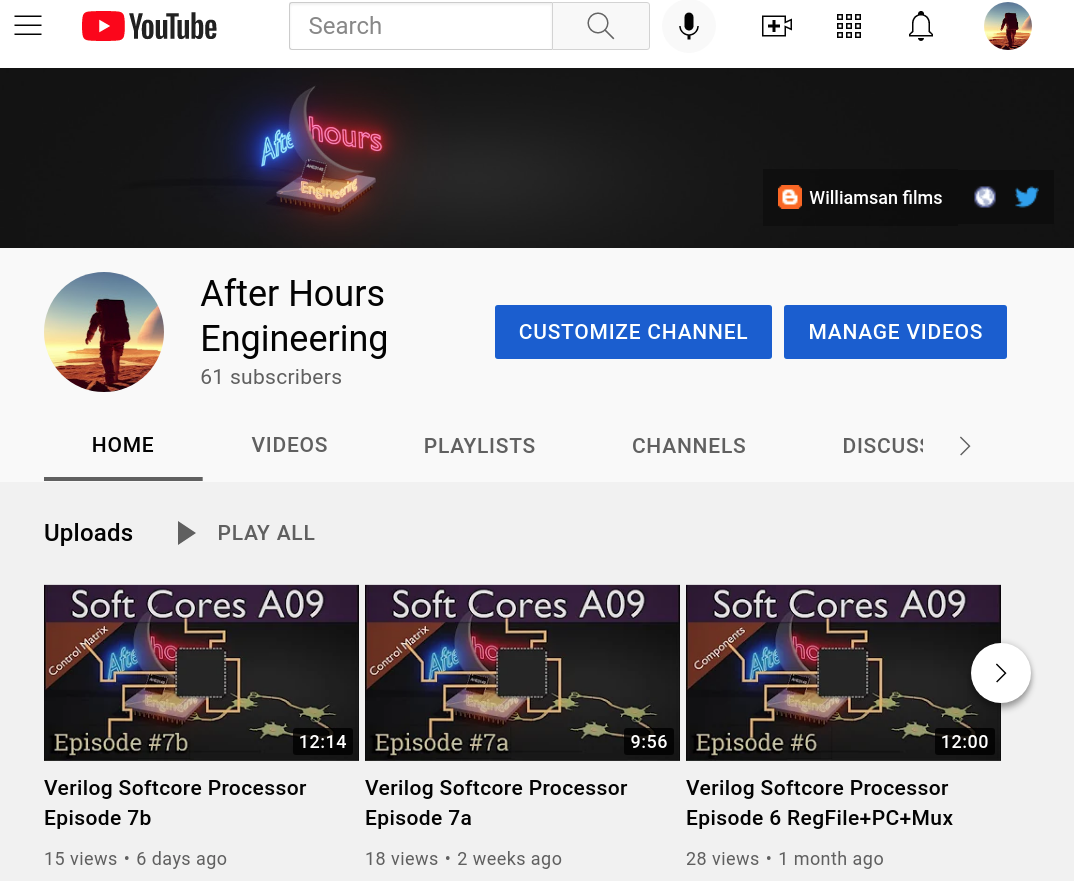 YouTube
Search
After hours
Engineering
Williamsan films
After Hours
Engineering
61 subscribers
CUSTOMIZE CHANNEL
MANAGE VIDEOS
HOME
VIDEOS
PLAYLISTS
CHANNELS
DISCUS
Uploads
PLAY ALL
Soft Cores A09
Control Matrix
Episode #7b
12:14
Soft Cores A09
Control Matrix
Episode #7a
9:56
Soft Cores A09
Components
Episode #6
12:00
Verilog Softcore Processor
Episode 7b
15 views • 6 days ago
Verilog Softcore Processor
Episode 7a
18 views • 2 weeks ago
Verilog Softcore Processor
Episode 6 RegFile+PC+Mux
28 views • 1 month ago